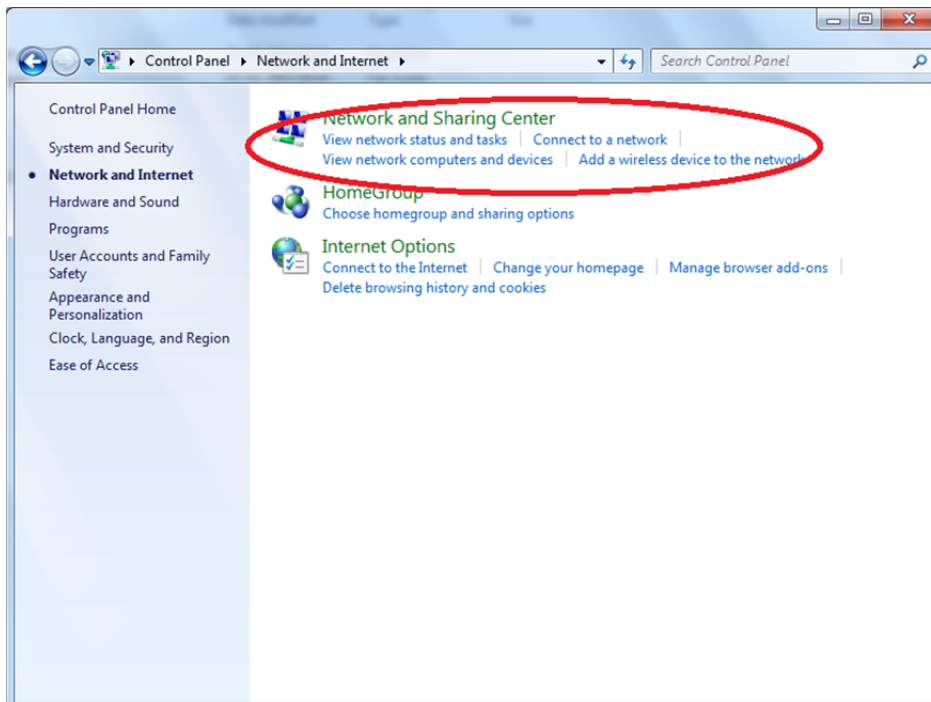 Date modified Type Size
Control Panel Network and Internet Search Control Panel
Control Panel Home
System and Security
Network and Internet
Hardware and Sound
Programs
User Accounts and Family
Safety
Appearance and
Personalization
Clock, Language, and Region
Ease of Access
Network and Sharing Center
View network status and tasks Connect to a network
View network computers and devices Add a wireless device to the network
HomeGroup
Choose homegroup and sharing options
Internet Options
Connect to the Internet Change your homepage Manage browser add-ons
Delete browsing history and cookies